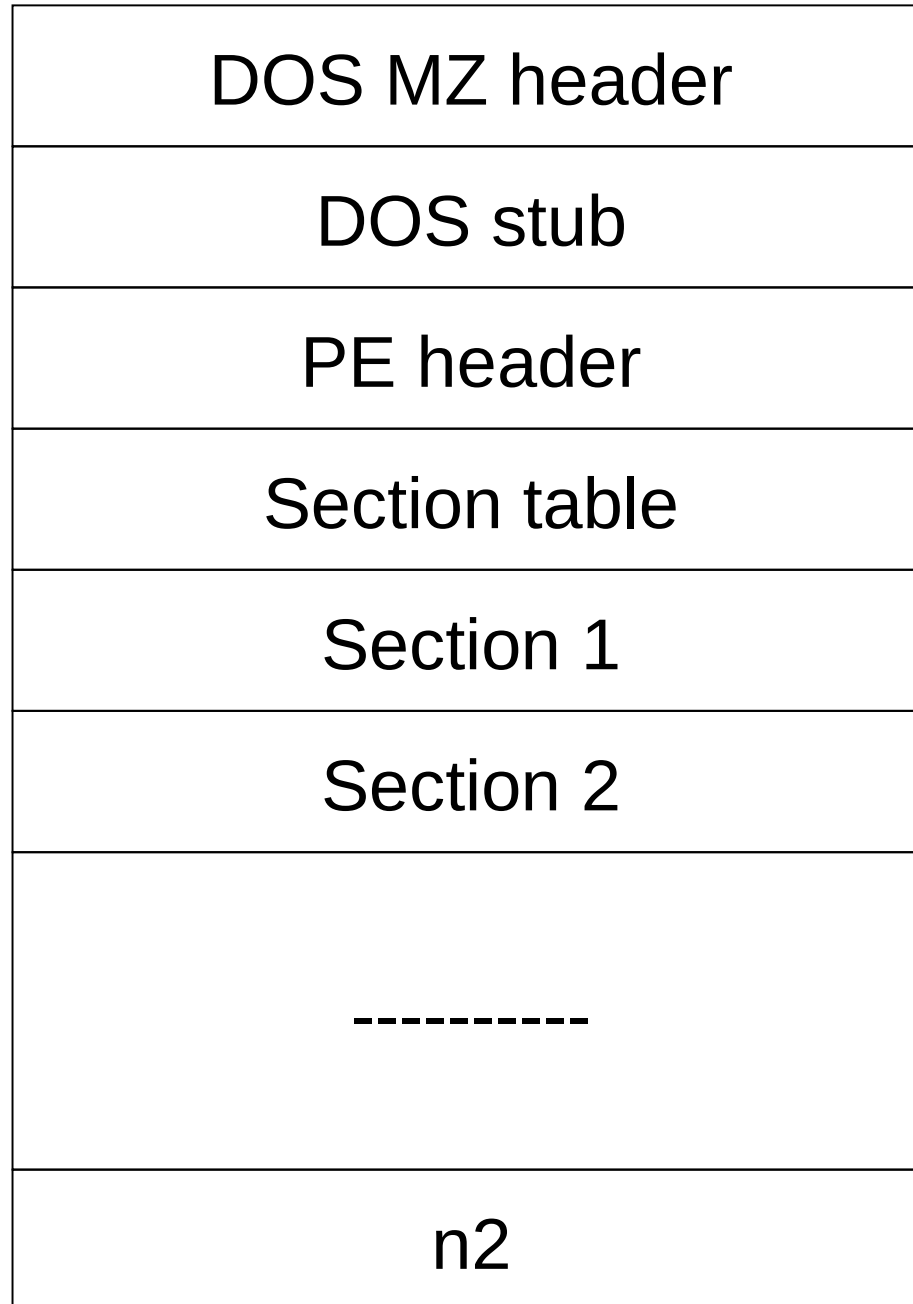 DOS MZ header
DOS stub
PE header
Section table
Section 1
Section 2
----------
n2